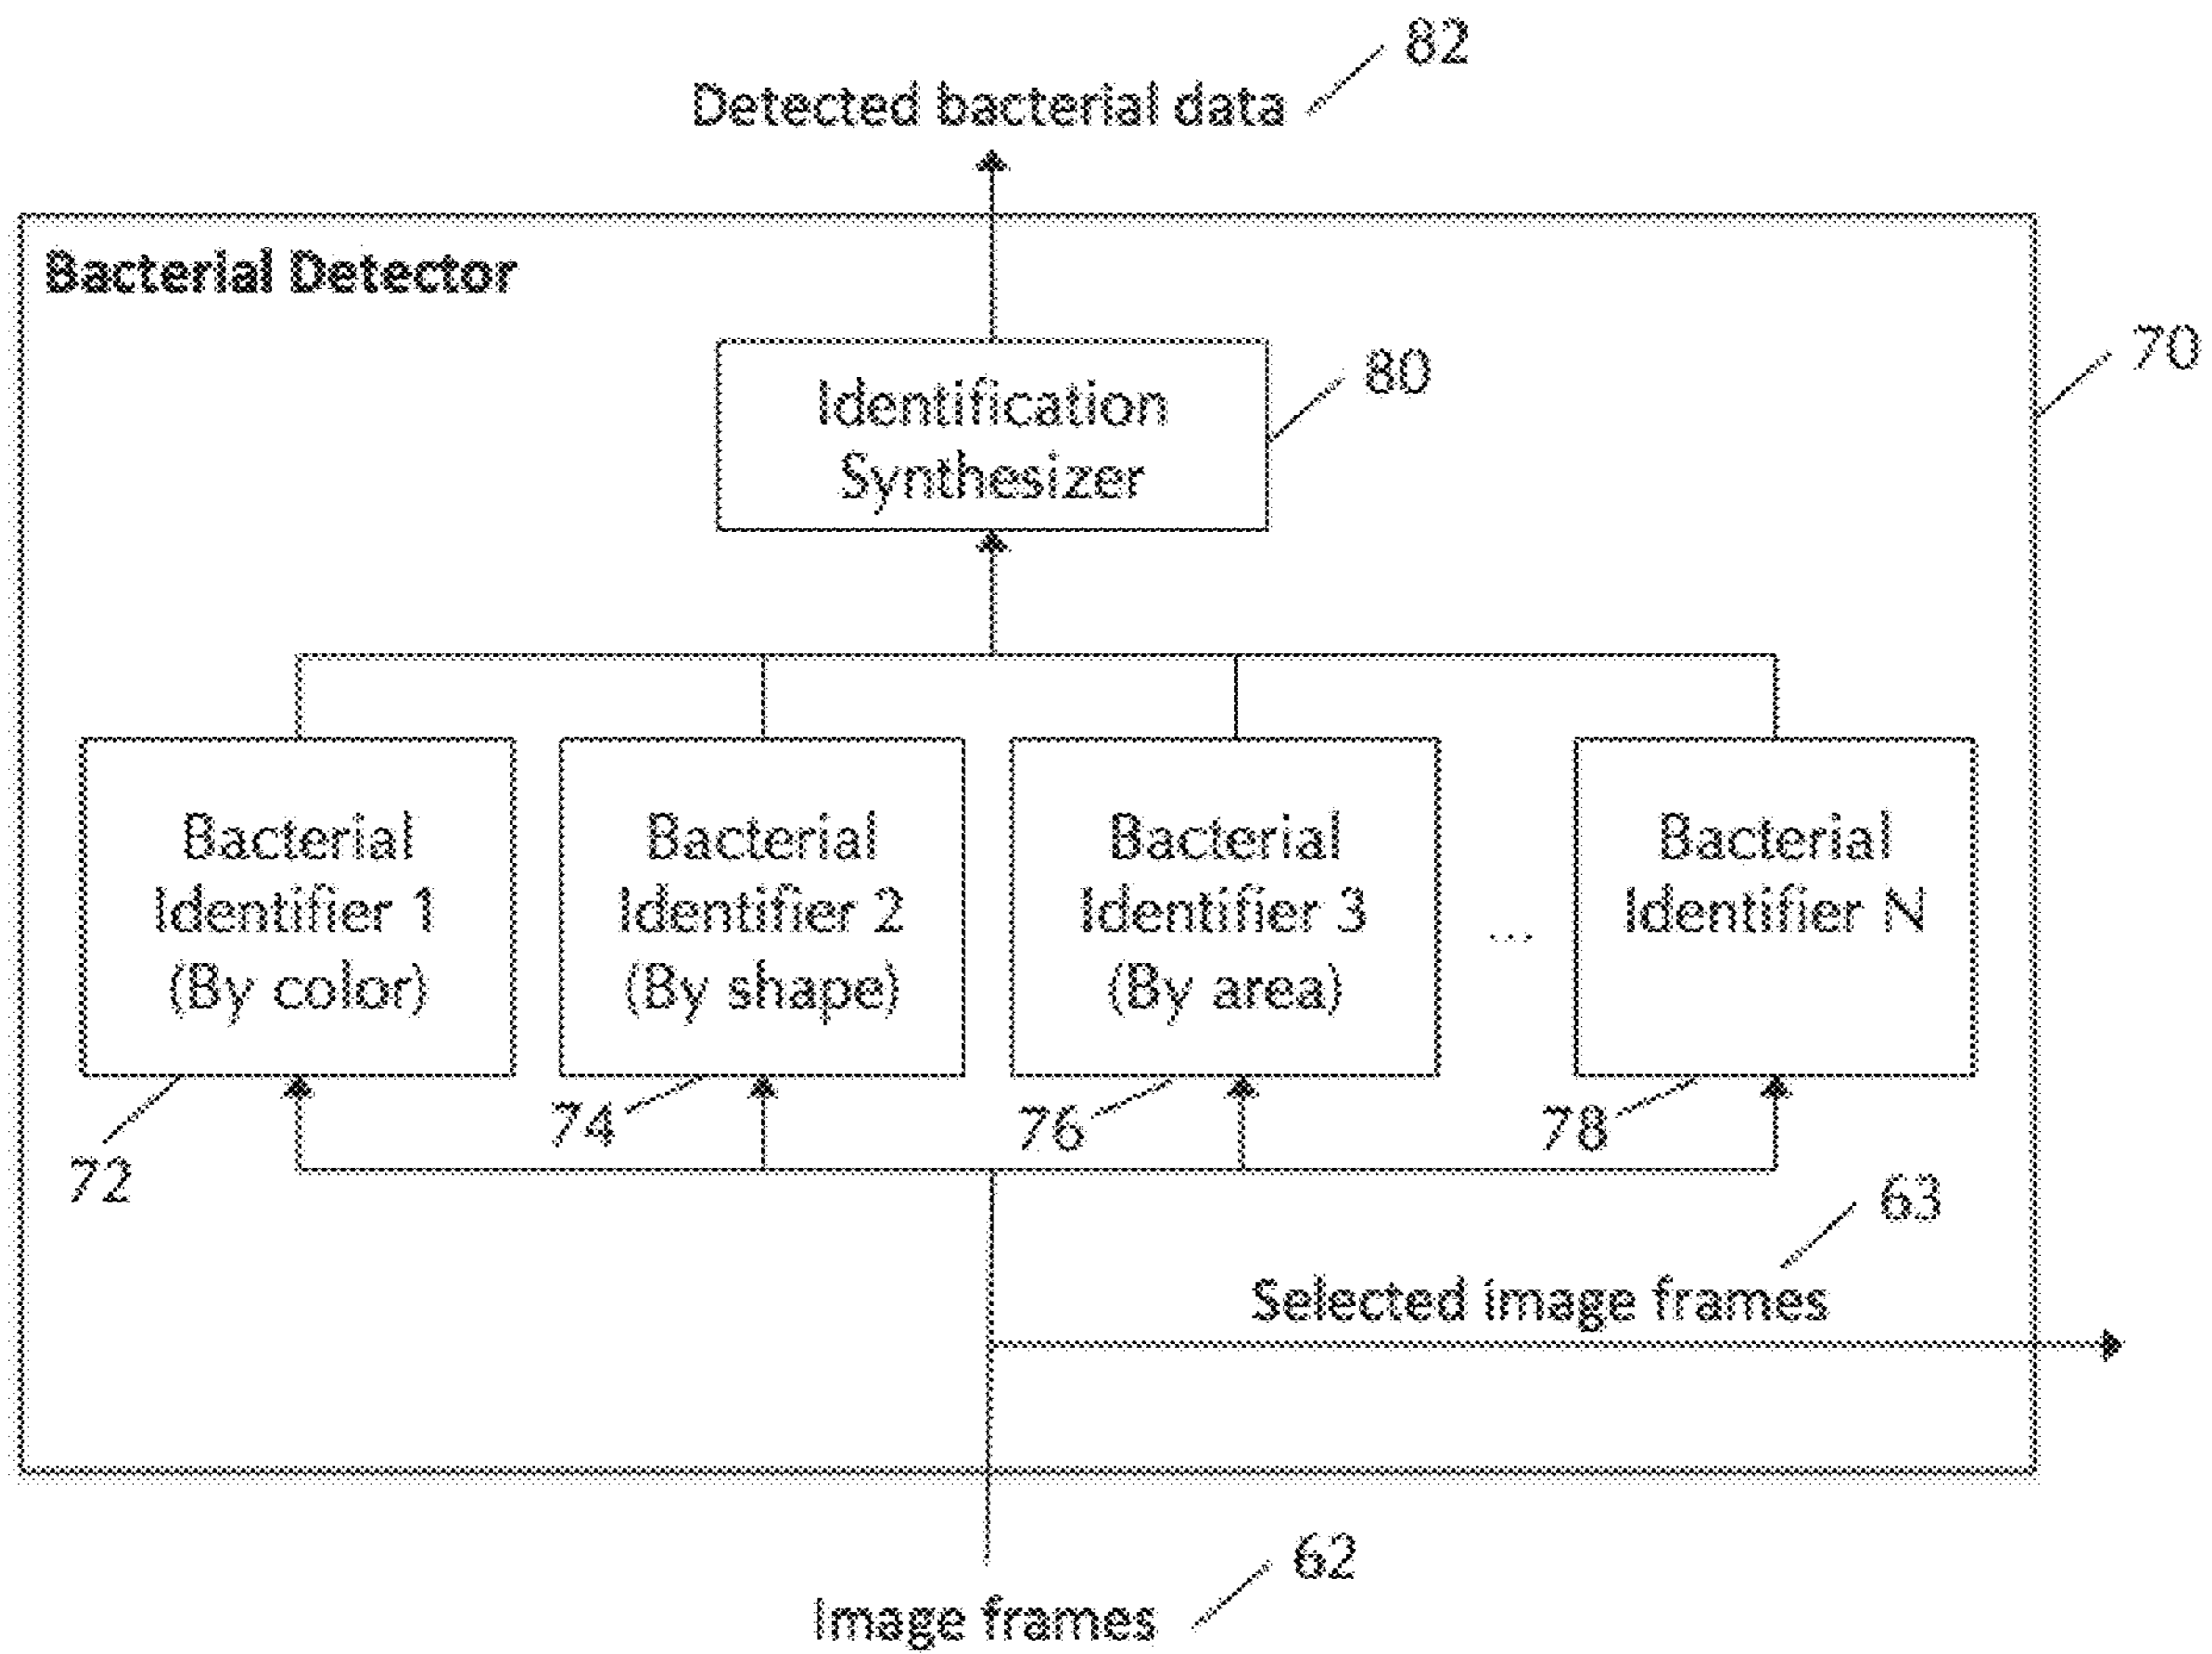 82
Detected bacterial data
Bacterial Detector
70
Identification
Synthesizer
80
Bacterial
Identifier 1
(By color)
Bacterial
Identifier 2
(By shape)
Bacterial
Identifier 3
(By area)
...
Bacterial
Identifier N
72
74
76
78
63
Selected image frames
62
Image frames